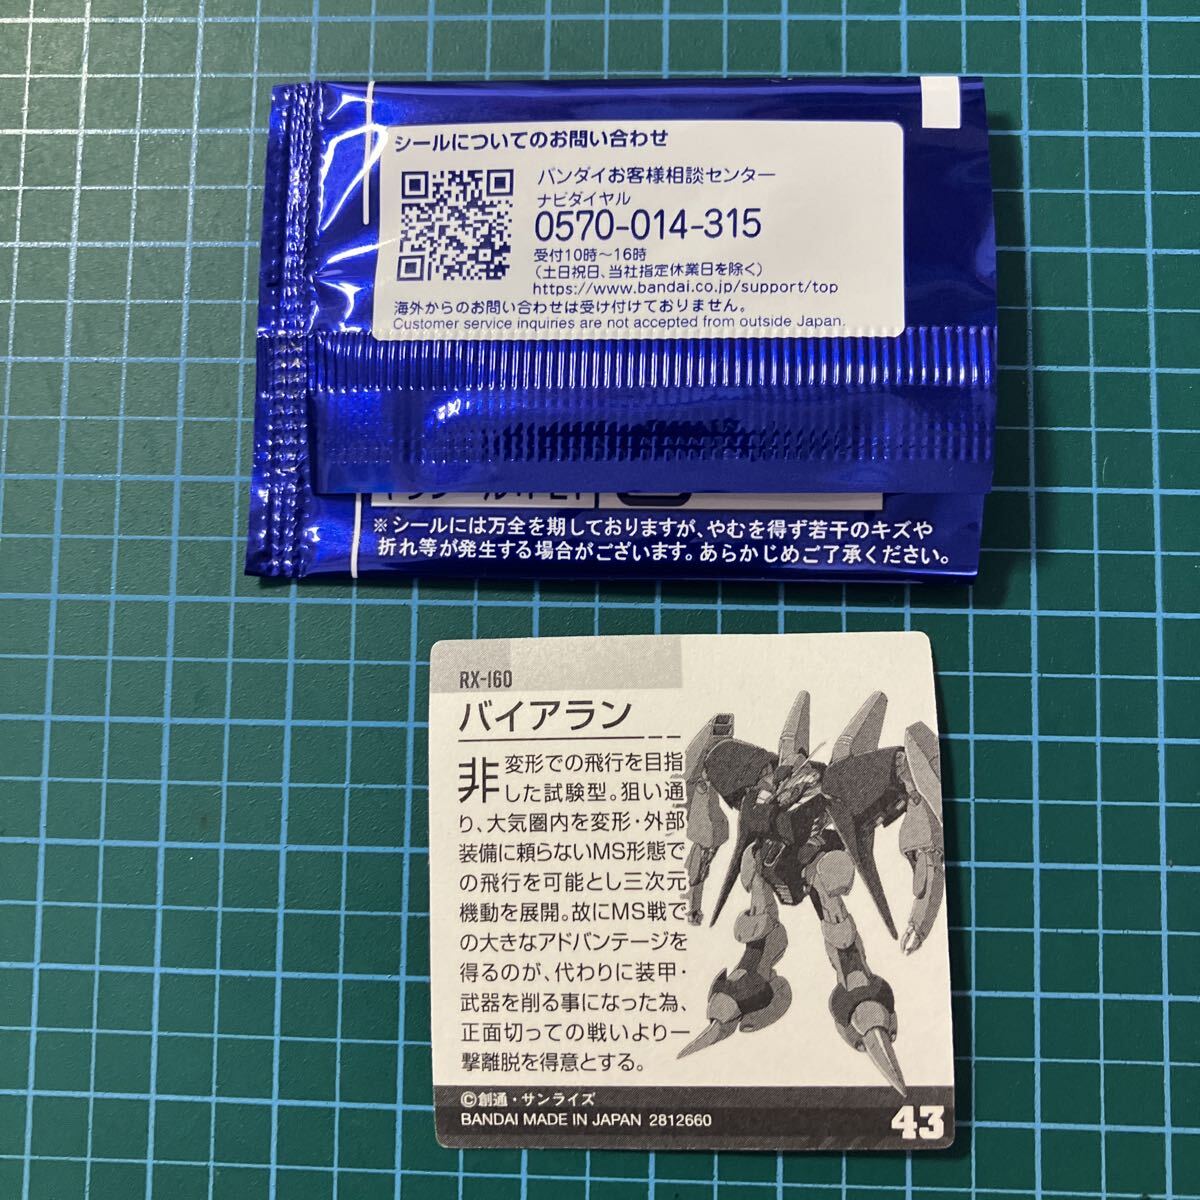 シールについてのお問い合わせ
バンダイお客様相談センター
ナビダイヤル
0570-014-315
受付10時～16時
(土日祝日、当社指定休業日を除く)
https://www.bandai.co.jp/support/top
海外からのお問い合わせは受け付けておりません。
Customer service inquiries are not accepted from outside Japan.
※シールには万全を期しておりますが、やむを得ず若干のキズや
折れ等が発生する場合がございます。あらかじめご了承ください。
RX-160
バイアラン
非変形での飛行を目指
した試験型。狙い通
り、大気圏内を変形・外部
装備に頼らないMS形態で
の飛行を可能とし三次元
機動を展開。故にMS戦で
の大きなアドバンテージを
得るのが、代わりに装甲・
武器を削る事になった為、
正面切っての戦いより一
撃離脱を得意とする。
©創通・サンライズ
BANDAI MADE IN JAPAN 2812660
43